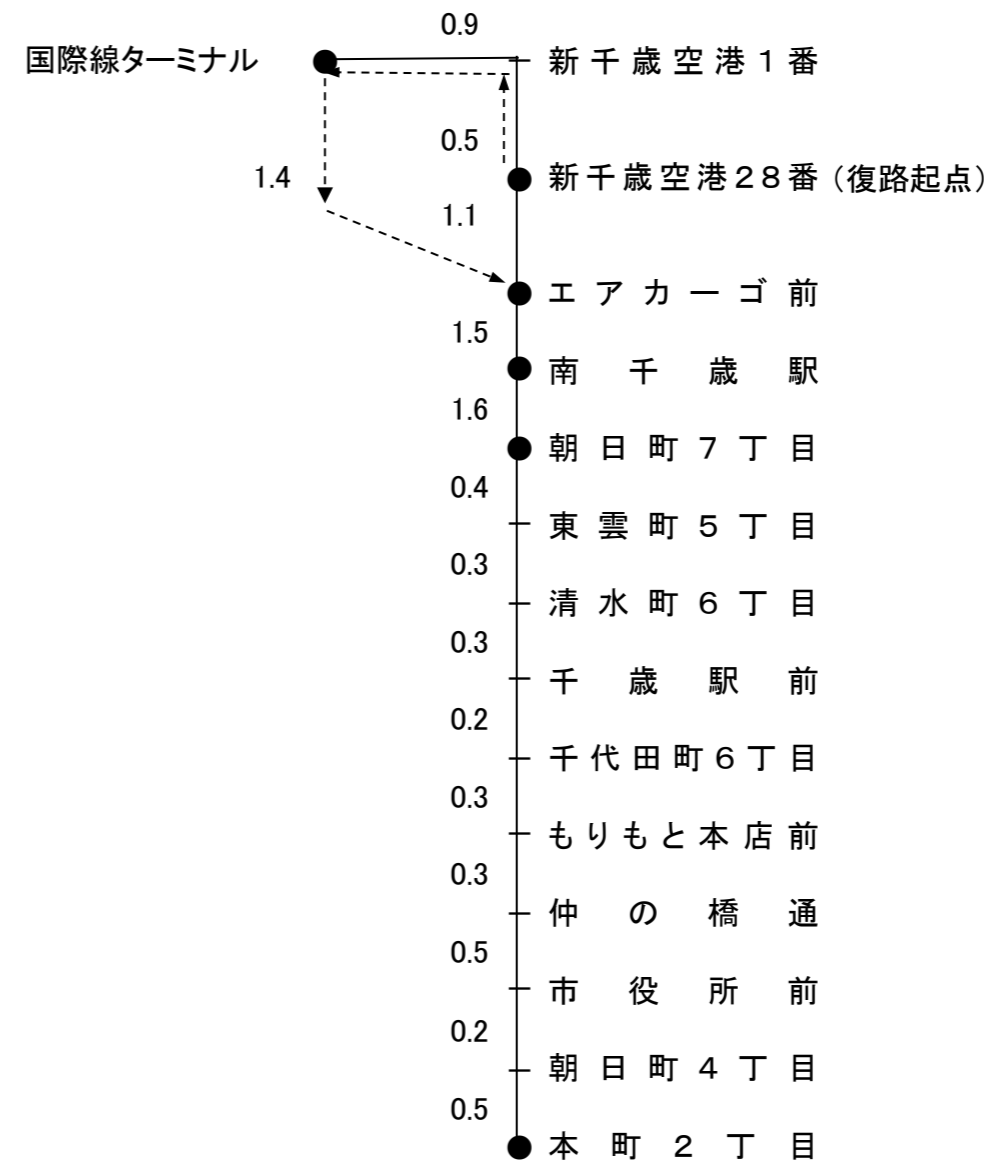 0.9
国際線ターミナル
新千歳空港1番
0.5
新千歳空港28番（復路起点）
1.4
1.1
エアカーゴ前
1.5
南千歳駅
1.6
朝日町7丁目
0.4
東雲町5丁目
0.3
清水町6丁目
0.3
千歳駅前
0.2
千代田町6丁目
0.3
もりもと本店前
0.3
仲の橋通
0.5
市役所前
0.2
朝日町4丁目
0.5
本町2丁目